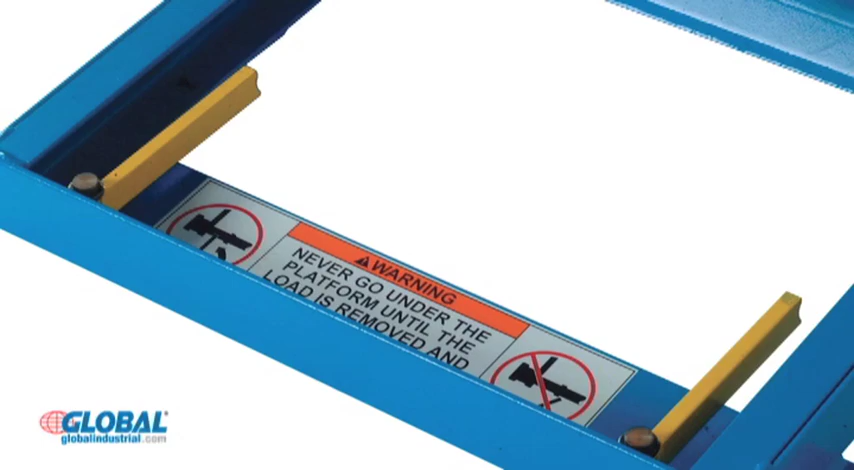 WARNING
NEVER GO UNDER THE
PLATFORM UNTIL THE
LOAD IS REMOVED AND
GLOBAL
globalindustrial.com